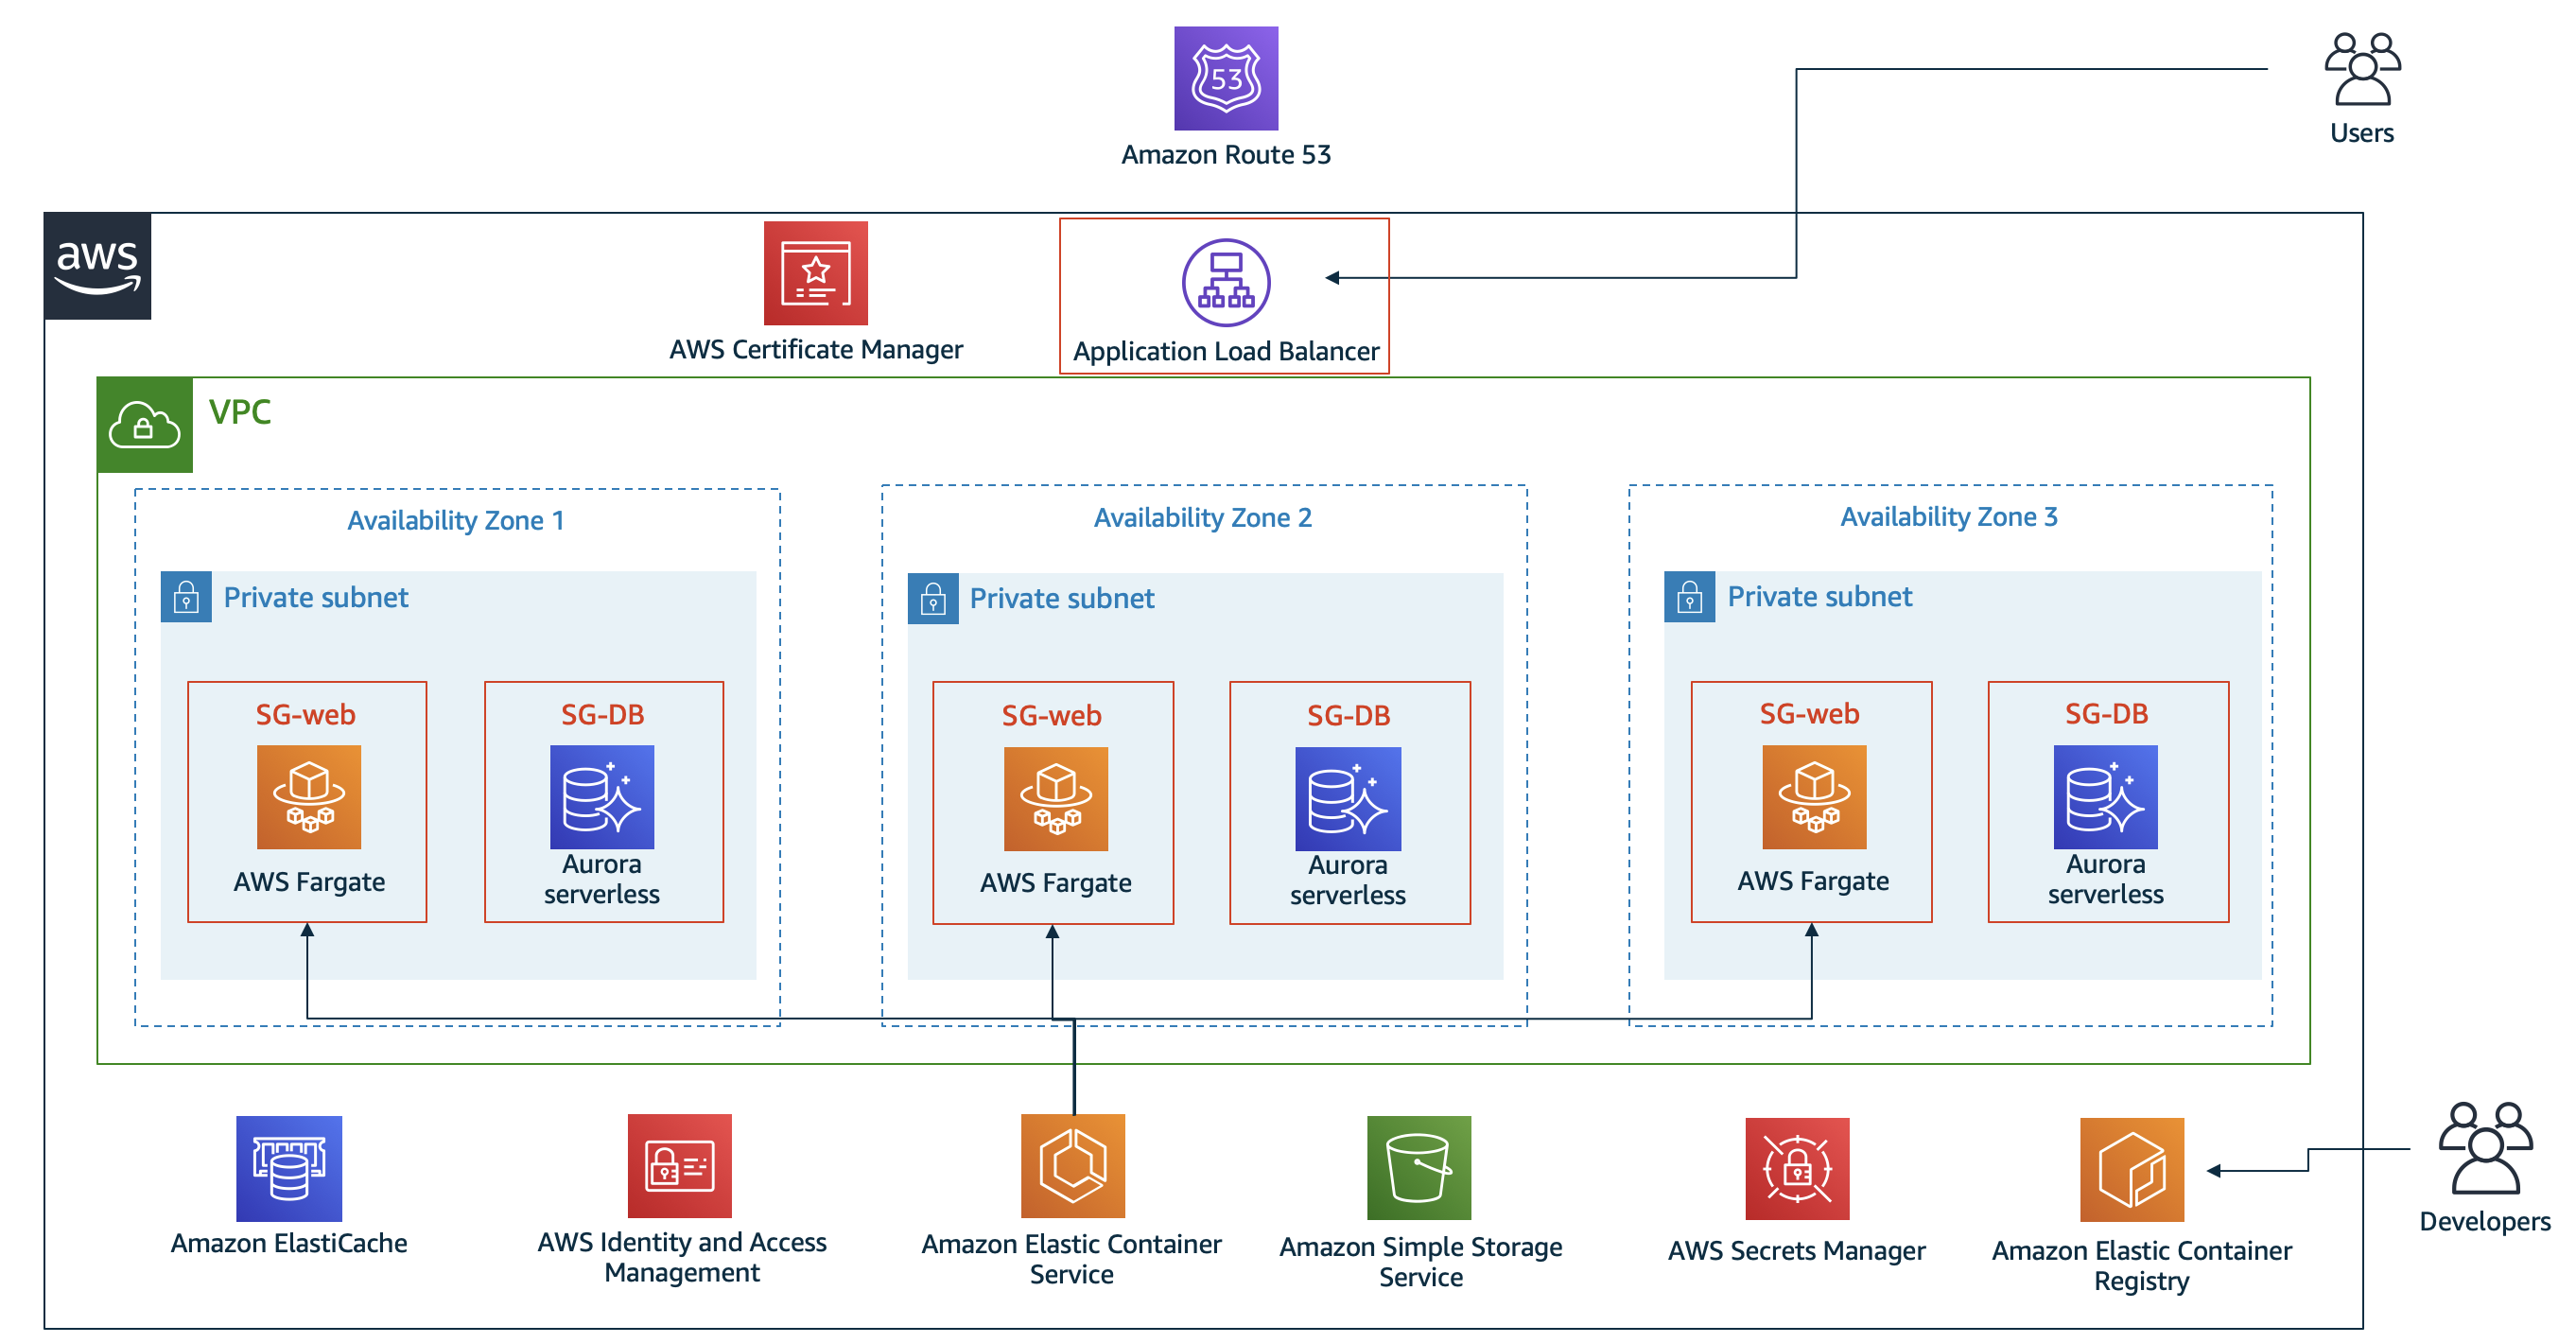 53
Amazon Route 53
Users
aws
AWS Certificate Manager
Application Load Balancer
VPC
Availability Zone 1
Private subnet
SG-web
AWS Fargate
SG-DB
Aurora
serverless
Availability Zone 2
Private subnet
SG-web
AWS Fargate
SG-DB
Aurora
serverless
Availability Zone 3
Private subnet
SG-web
AWS Fargate
SG-DB
Aurora
serverless
Amazon ElastiCache
AWS Identity and Access
Management
Amazon Elastic Container
Service
Amazon Simple Storage
Service
AWS Secrets Manager
Amazon Elastic Container
Registry
Developers